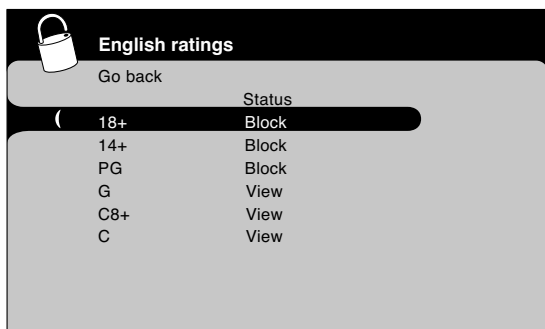 English ratings
Go back
Status
18+ Block
14+ Block
PG Block
G View
C8+ View
C View